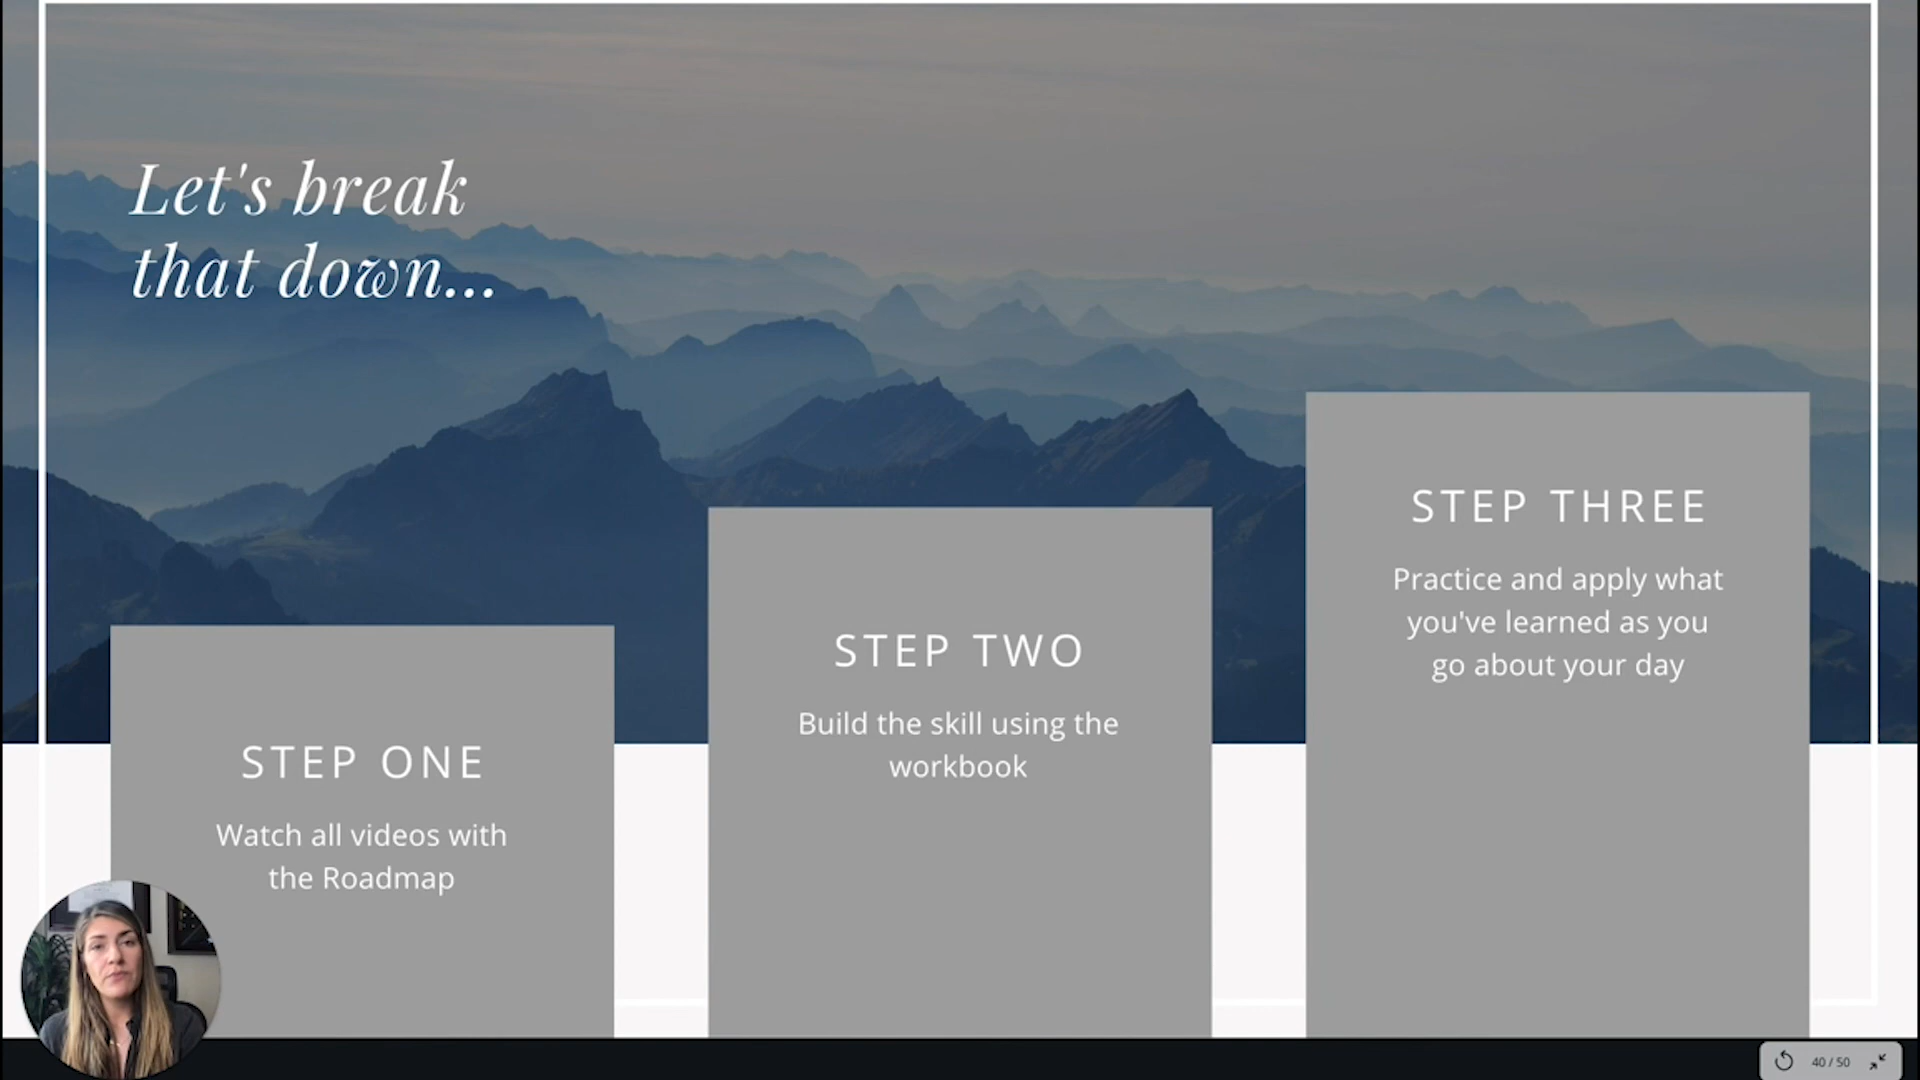 Let's break
that down...
STEP ONE
Watch all videos with
the Roadmap
STEP TWO
Build the skill using the
workbook
STEP THREE
Practice and apply what
you've learned as you
go about your day
40 / 50